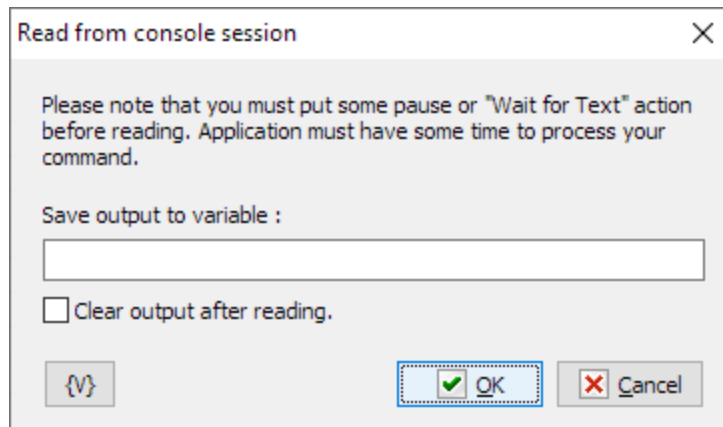 Read from console session
Please note that you must put some pause or "Wait for Text" action
before reading. Application must have some time to process your
command.
Save output to variable :
Clear output after reading.
{V}
OK
Cancel